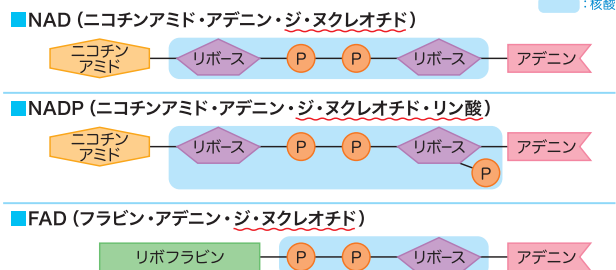 ：核酸
■NAD（ニコチンアミド・アデニン・ジ・ヌクレオチド）
ニコチン
アミド
リボース P P リボース アデニン
■NADP（ニコチンアミド・アデニン・ジ・ヌクレオチド・リン酸）
ニコチン
アミド
リボース P P リボース アデニン
P
■FAD（フラビン・アデニン・ジ・ヌクレオチド）
リボフラビン P P リボース アデニン